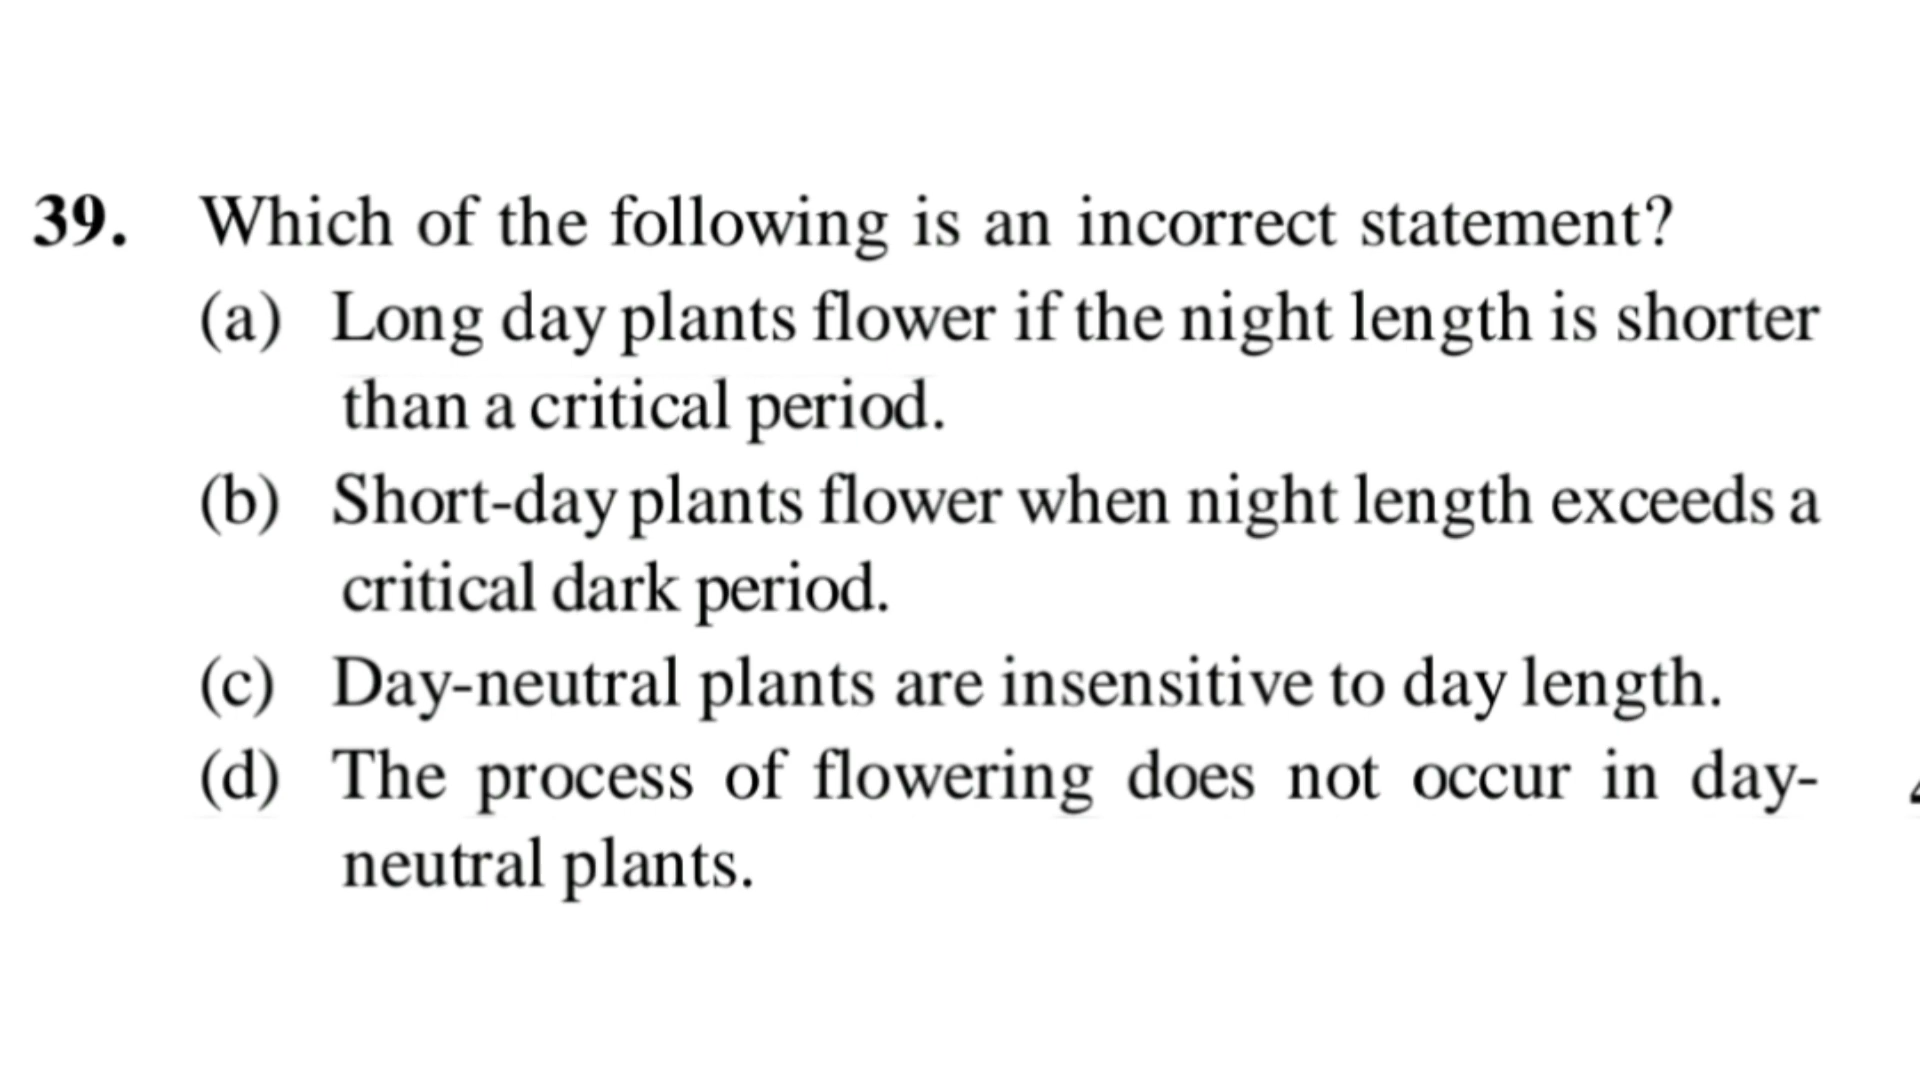 39. Which of the following is an incorrect statement?
(a) Long day plants flower if the night length is shorter
than a critical period.
(b) Short-day plants flower when night length exceeds a
critical dark period.
(c) Day-neutral plants are insensitive to day length.
(d) The process of flowering does not occur in day-
neutral plants.